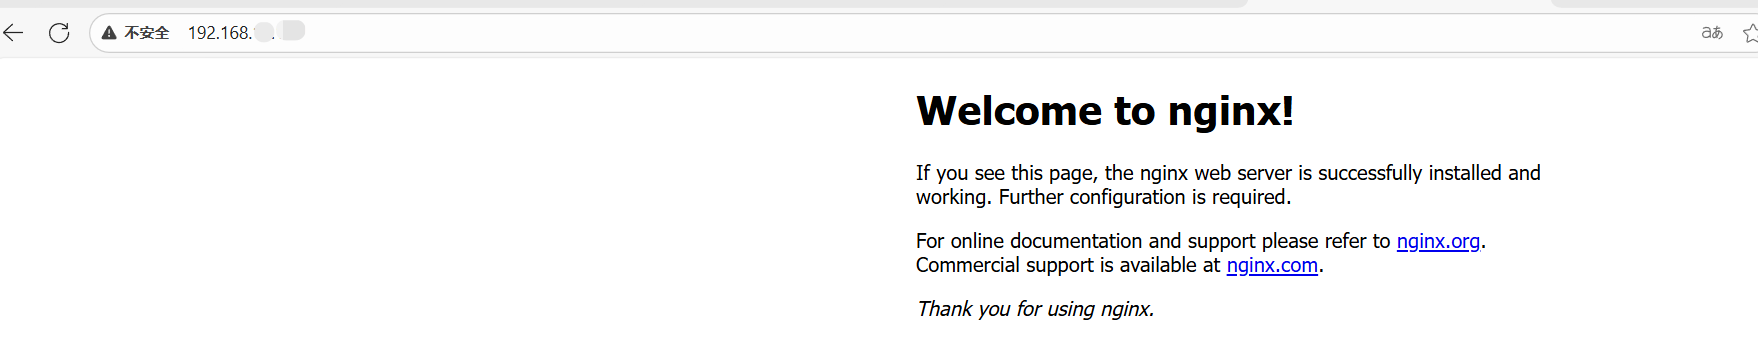 不安全 192.168.
aあ
Welcome to nginx!
If you see this page, the nginx web server is successfully installed and
working. Further configuration is required.
For online documentation and support please refer to nginx.org.
Commercial support is available at nginx.com.
Thank you for using nginx.